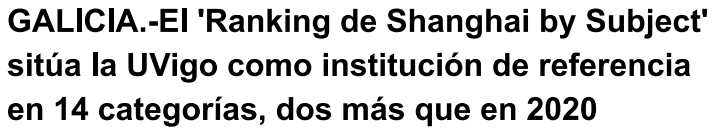 GALICIA.-El 'Ranking de Shanghai by Subject'
sitúa la UVigo como institución de referencia
en 14 categorías, dos más que en 2020